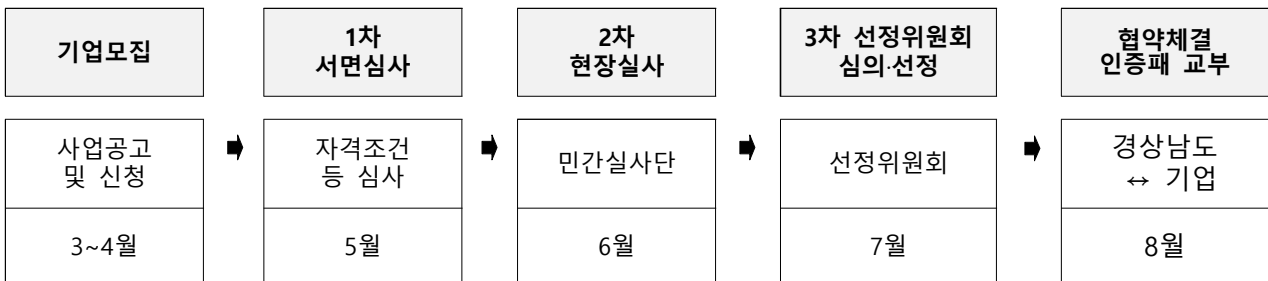 기업모집
1차
서면심사
2차
현장실사
3차 선정위원회
심의·선정
협약체결
인증패 교부
사업공고
및 신청
자격조건
등 심사
민간실사단
선정위원회
경상남도
↔ 기업
3~4월
5월
6월
7월
8월